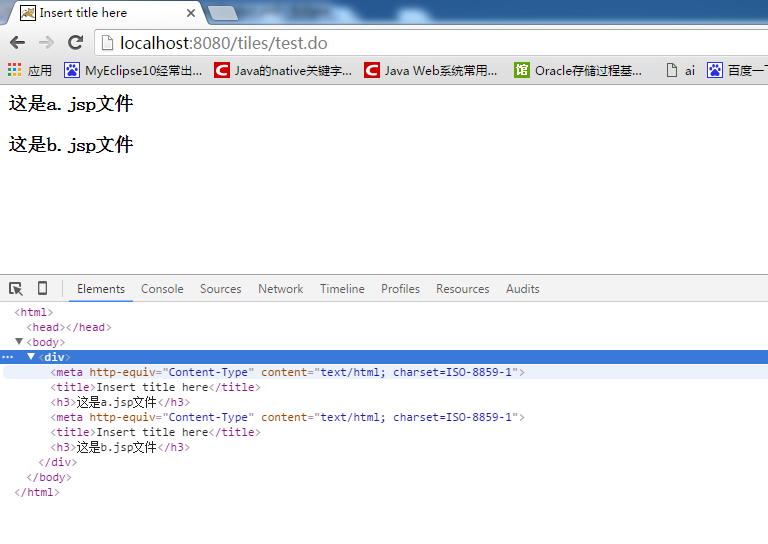 Insert title here
localhost:8080/tiles/test.do
应用 MyEclipse10经常出... Java的native关键字... Java Web系统常用... 馆 Oracle存储过程基... ai 百度一下
这是a.jsp文件
这是b.jsp文件
Elements Console Sources Network Timeline Profiles Resources Audits
<html>
<head></head>
<body>
<div>
<meta http-equiv="Content-Type" content="text/html; charset=ISO-8859-1">
<title>Insert title here</title>
<h3>这是a.jsp文件</h3>
<meta http-equiv="Content-Type" content="text/html; charset=ISO-8859-1">
<title>Insert title here</title>
<h3>这是b.jsp文件</h3>
</div>
</body>
</html>